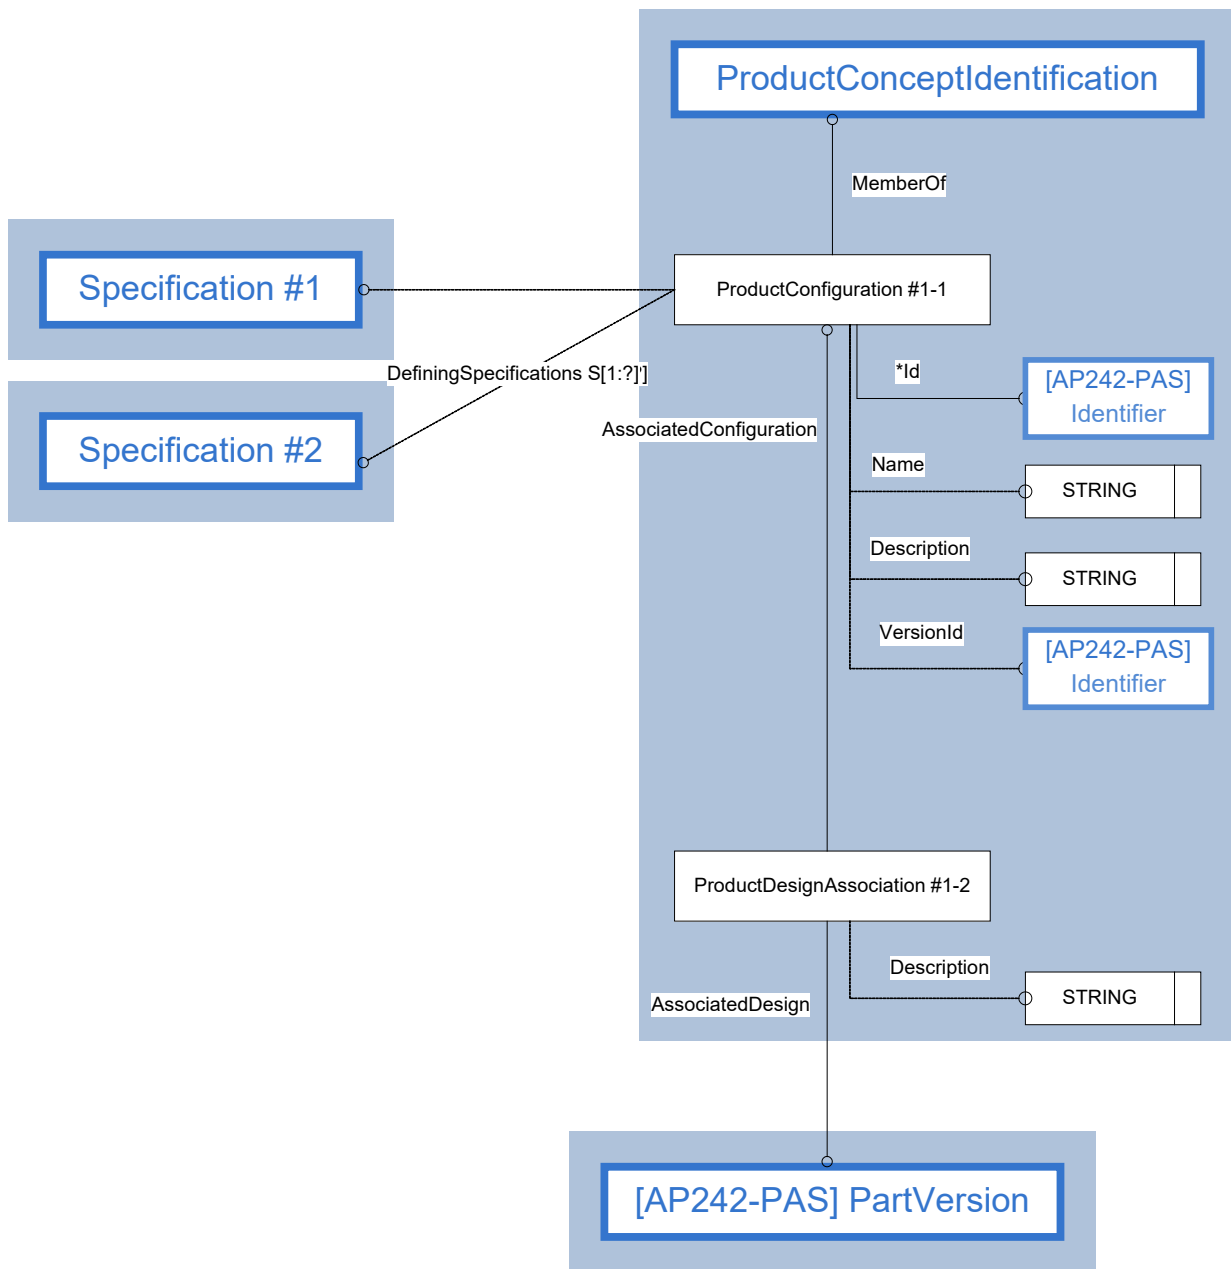 ProductConceptIdentification
MemberOf
Specification #1
ProductConfiguration #1-1
DefiningSpecifications S[1:?]']
*Id
[AP242-PAS]
Identifier
Specification #2
AssociatedConfiguration
Name
STRING
Description
STRING
VersionId
[AP242-PAS]
Identifier
ProductDesignAssociation #1-2
Description
STRING
AssociatedDesign
[AP242-PAS] PartVersion